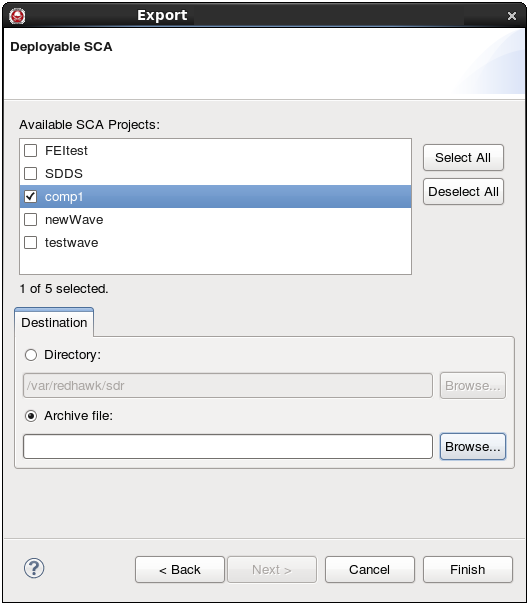 Export
Deployable SCA
Available SCA Projects:
FEItest
SDDS
comp1
newWave
testwave
Select All
Deselect All
1 of 5 selected.
Destination
Directory:
/var/redhawk/sdr
Browse...
Archive file:
Browse...
?
< Back
Next >
Cancel
Finish